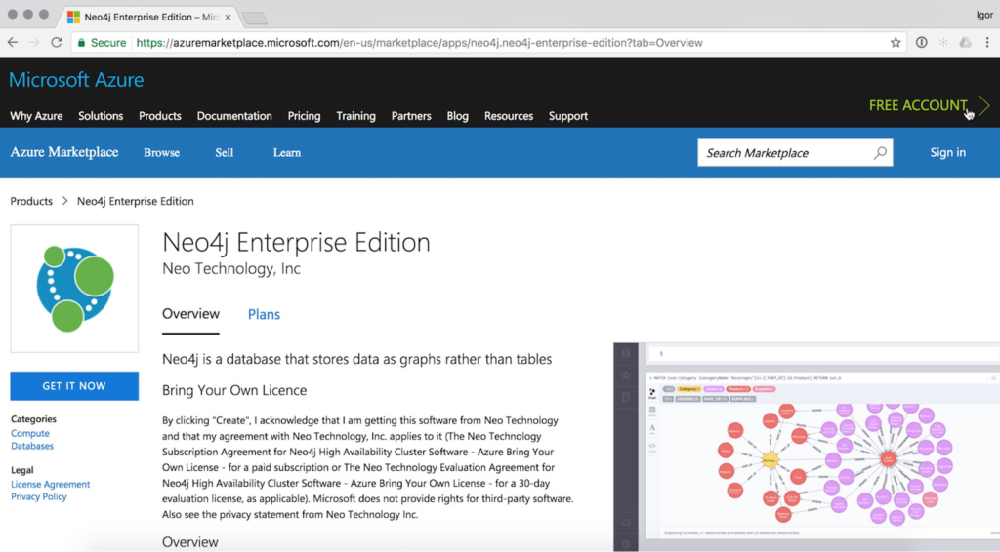 Neo4j Enterprise Edition – Mic
Igor
Secure https://azuremarketplace.microsoft.com/en-us/marketplace/apps/neo4j.neo4j-enterprise-edition?tab=Overview
Microsoft Azure
FREE ACCOUNT
Why Azure Solutions Products Documentation Pricing Training Partners Blog Resources Support
Azure Marketplace Browse Sell Learn Search Marketplace Sign in
Products > Neo4j Enterprise Edition
Neo4j Enterprise Edition
Neo Technology, Inc
Overview Plans
Neo4j is a database that stores data as graphs rather than tables
Bring Your Own Licence
GET IT NOW
Categories
Compute
Databases
Legal
License Agreement
Privacy Policy
By clicking "Create", I acknowledge that I am getting this software from Neo Technology
and that my agreement with Neo Technology, Inc. applies to it (The Neo Technology
Subscription Agreement for Neo4j High Availability Cluster Software - Azure Bring Your
Own License - for a paid subscription or The Neo Technology Evaluation Agreement for
Neo4j High Availability Cluster Software - Azure Bring Your Own License - for a 30-day
evaluation license, as applicable). Microsoft does not provide rights for third-party software.
Also see the privacy statement from Neo Technology Inc.
Overview
$